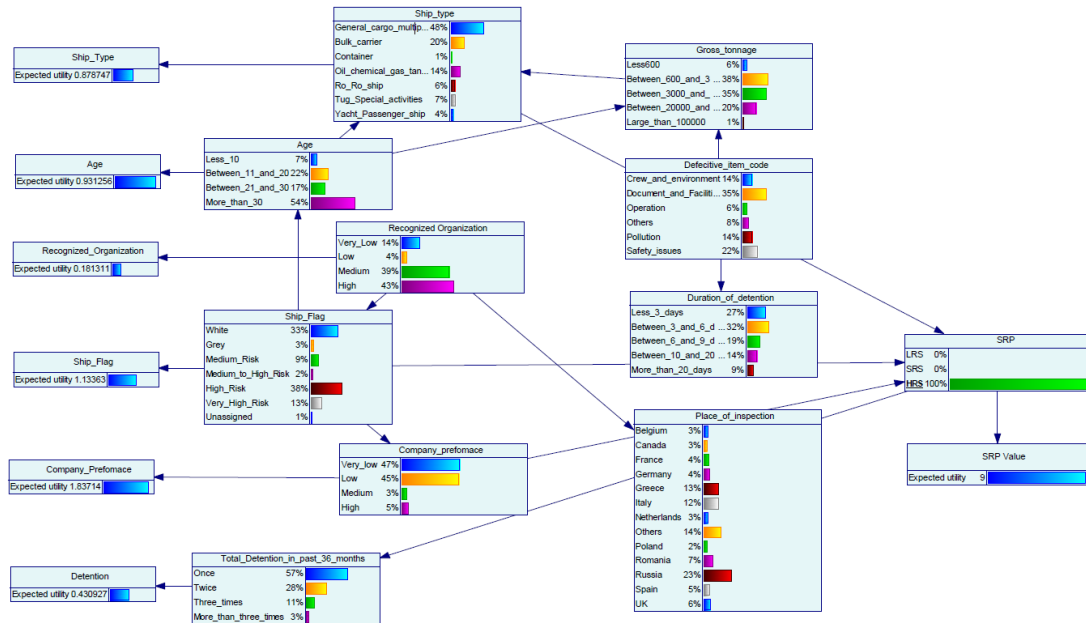 Ship_type
General_cargo_multip... 48%
Bulk_carrier 20%
Container 1%
Oil_chemical_gas_tan... 14%
Ro_Ro_ship 6%
Tug_Special_activities 7%
Yacht_Passenger_ship 4%
Ship_Type
Expected utility 0.878747
Gross_tonnage
Less600 6%
Between_600_and_3 ... 38%
Between_3000_and_ ... 35%
Between_20000_and ... 20%
Large_than_100000 1%
Age
Less_10 7%
Between_11_and_20 22%
Between_21_and_30 17%
More_than_30 54%
Age
Expected utility 0.931256
Defecitive_item_code
Crew_and_environment 14%
Document_and_Faciliti... 35%
Operation 6%
Others 8%
Pollution 14%
Safety_issues 22%
Recognized Organization
Very_Low 14%
Low 4%
Medium 39%
High 43%
Recognized_Organization
Expected utility 0.181311
Duration_of_detention
Less_3_days 27%
Between_3_and_6_d ... 32%
Between_6_and_9_d ... 19%
Between_10_and_20 ... 14%
More_than_20_days 9%
Ship_Flag
White 33%
Grey 3%
Medium_Risk 9%
Medium_to_High_Risk 2%
High_Risk 38%
Very_High_Risk 13%
Unassigned 1%
Ship_Flag
Expected utility 1.13363
SRP
LRS 0%
SRS 0%
HRS 100%
Place_of_inspection
Belgium 3%
Canada 3%
France 4%
Germany 4%
Greece 13%
Italy 12%
Netherlands 3%
Others 14%
Poland 2%
Romania 7%
Russia 23%
Spain 5%
UK 6%
Company_prefomace
Very_low 47%
Low 45%
Medium 3%
High 5%
Company_Prefomace
Expected utility 1.83714
SRP Value
Expected utility 9
Total_Detention_in_past_36_months
Once 57%
Twice 28%
Three_times 11%
More_than_three_times 3%
Detention
Expected utility 0.430927